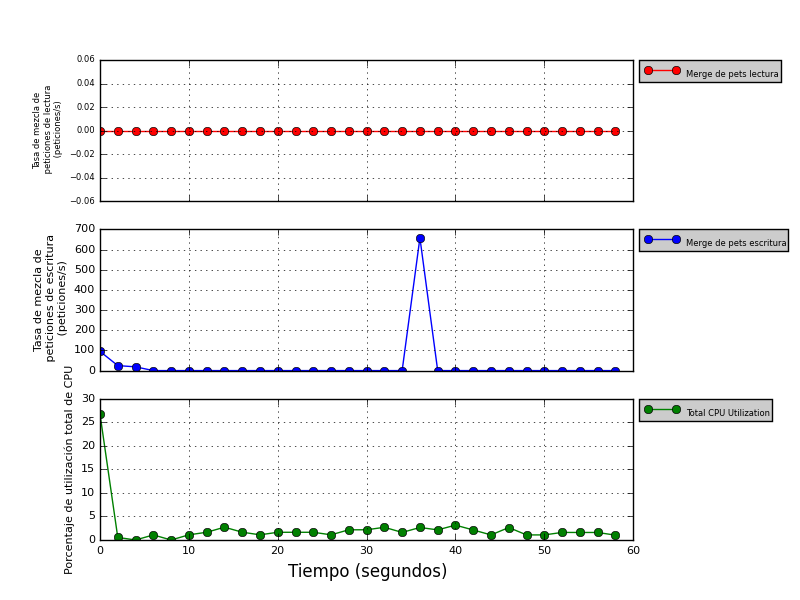 Tasa de mezcla de
peticiones de lectura
(peticiones/s)
0.06
0.04
0.02
0.00
−0.02
−0.04
−0.06
Merge de pets lectura
Tasa de mezcla de
peticiones de escritura
(peticiones/s)
700
600
500
400
300
200
100
0
Merge de pets escritura
Porcentaje de utilización total de CPU
30
25
20
15
10
5
0
Total CPU Utilization
0 10 20 30 40 50 60
Tiempo (segundos)